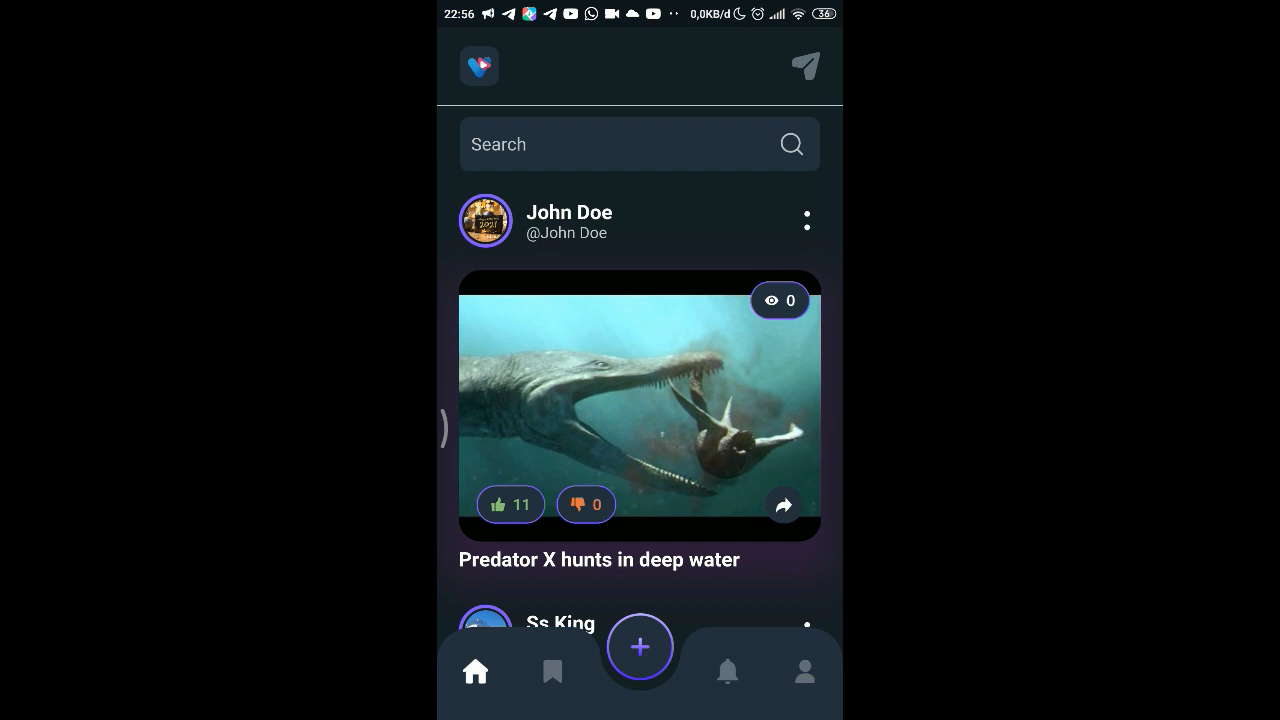 22:56 0,0KB/d 36
Search
John Doe
@John Doe
2021
0
11 0
Predator X hunts in deep water
Ss King